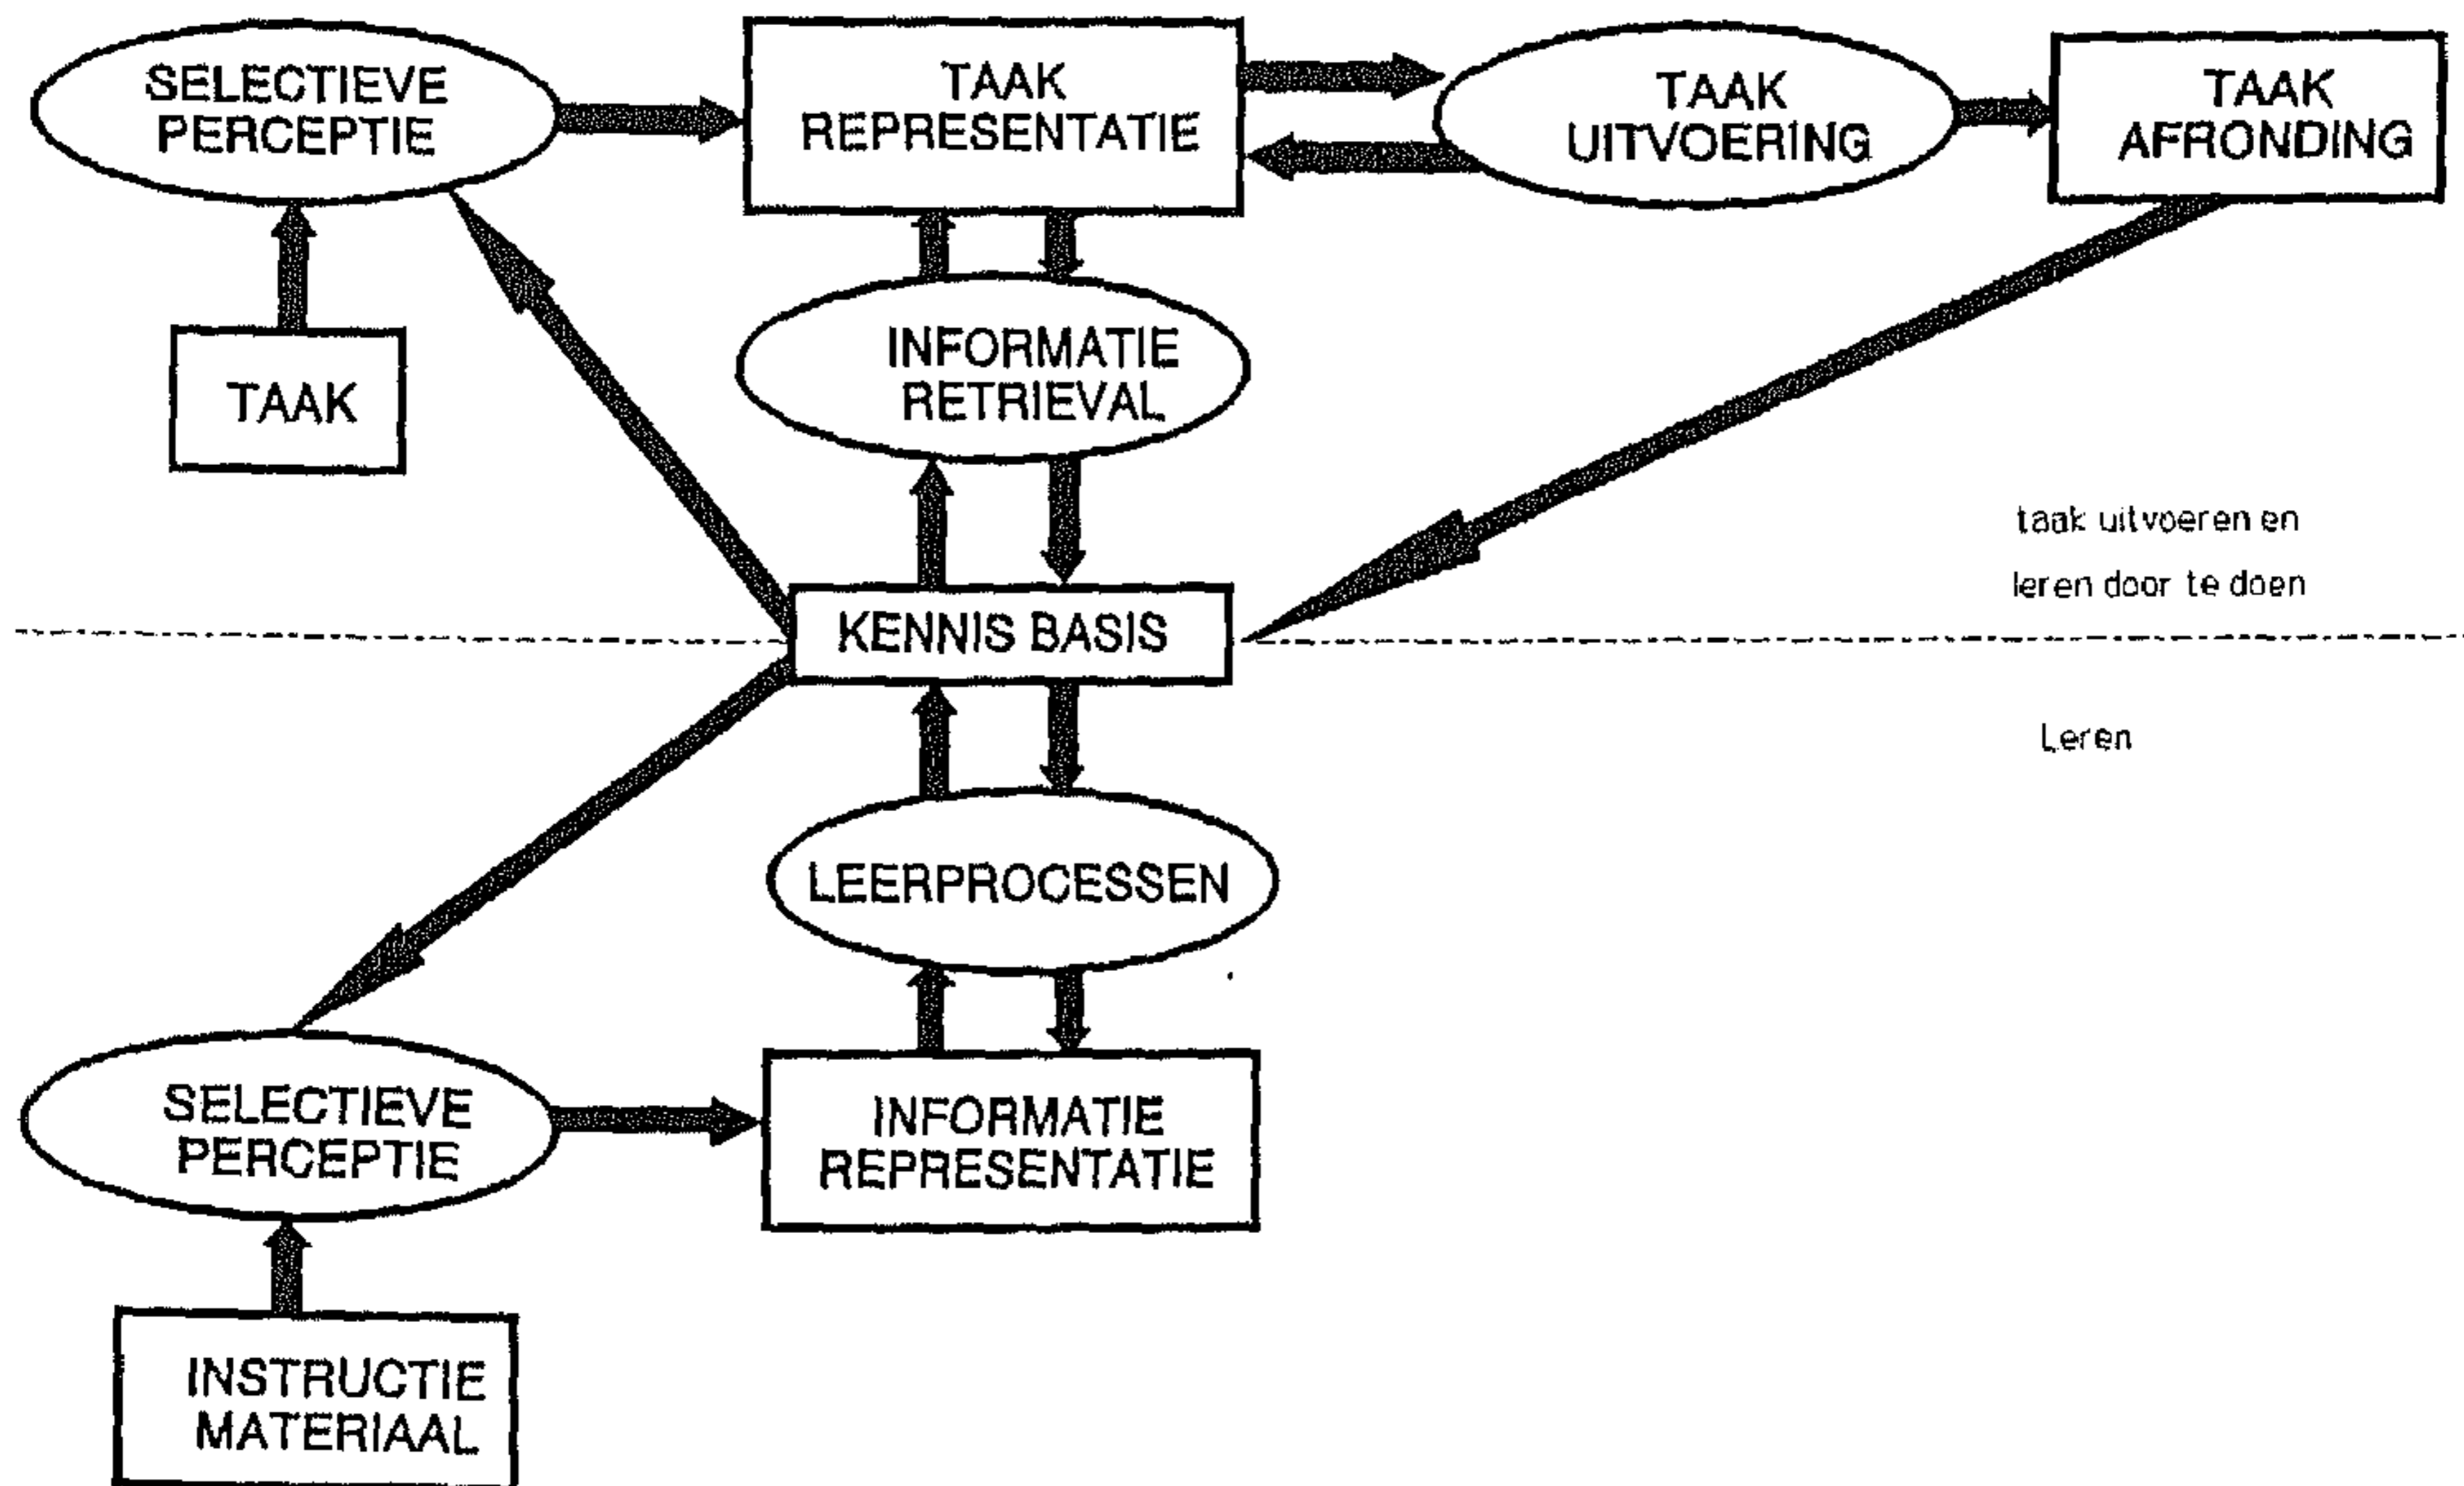 SELECTIEVE
PERCEPTIE
TAAK
REPRESENTATIE
TAAK
UITVOERING
TAAK
AFRONDING
TAAK
INFORMATIE
RETRIEVAL
taak uitvoeren en
leren door te doen
KENNIS BASIS
Leren
LEERPROCESSEN
SELECTIEVE
PERCEPTIE
INFORMATIE
REPRESENTATIE
INSTRUCTIE
MATERIAAL